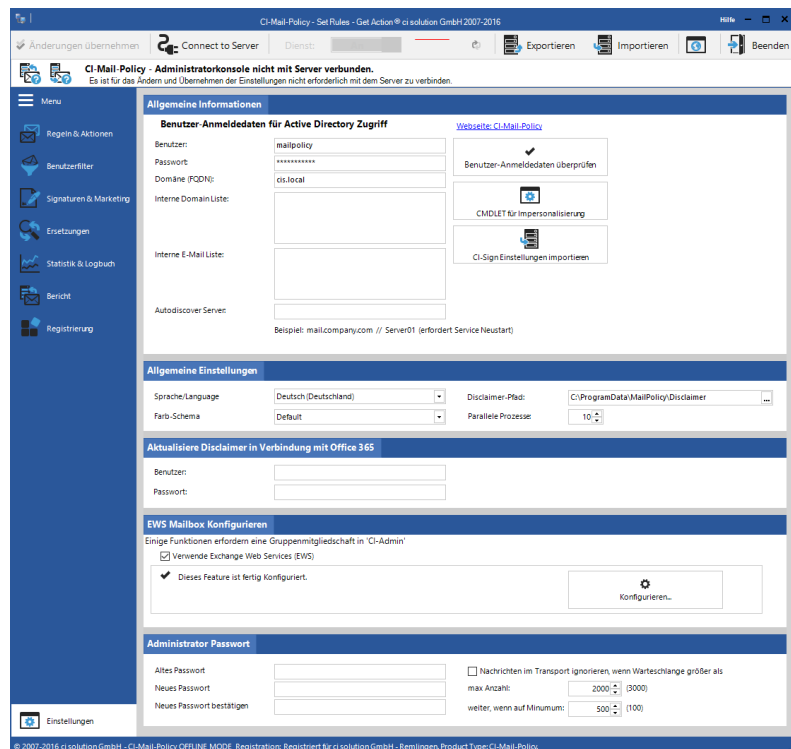 CI-Mail-Policy - Set Rules - Get Action ® ci solution GmbH 2007-2016
Hilfe
Änderungen übernehmen
Connect to Server
Dienst:
Exportieren
Importieren
Beenden
CI-Mail-Policy - Administratorkonsole nicht mit Server verbunden.
Es ist für das Ändern und Übernehmen der Einstellungen nicht erforderlich mit dem Server zu verbinden.
Menu
Regeln & Aktionen
Benutzerfilter
Signaturen & Marketing
Ersetzungen
Statistik & Logbuch
Bericht
Registrierung
Einstellungen
Allgemeine Informationen
Benutzer-Anmeldedaten für Active Directory Zugriff
Webseite: CI-Mail-Policy
Benutzer:
mailpolicy
Passwort:
***********
Domäne (FQDN):
cis.local
Interne Domain Liste:
Interne E-Mail Liste:
Autodiscover Server:
Beispiel: mail.company.com // Server01 (erfordert Service Neustart)
Benutzer-Anmeldedaten überprüfen
CMDLET für Impersonalisierung
CI-Sign Einstellungen importieren
Allgemeine Einstellungen
Sprache/Language
Deutsch (Deutschland)
Disclaimer-Pfad:
C:\ProgramData\MailPolicy\Disclaimer
...
Farb-Schema
Default
Parallele Prozesse:
10
Aktualisiere Disclaimer in Verbindung mit Office 365
Benutzer:
Passwort:
EWS Mailbox Konfigurieren
Einige Funktionen erfordern eine Gruppenmitgliedschaft in 'CI-Admin'
Verwende Exchange Web Services (EWS)
Dieses Feature ist fertig Konfiguriert.
Konfigurieren...
Administrator Passwort
Altes Passwort
Neues Passwort
Neues Passwort bestätigen
Nachrichten im Transport ignorieren, wenn Warteschlange größer als
max Anzahl:
2000
(3000)
weiter, wenn auf Minumum:
500
(100)
© 2007-2016 ci solution GmbH - CI-Mail-Policy OFFLINE MODE Registration: Registriert für ci solution GmbH - Remlingen, Product Type: CI-Mail-Policy,